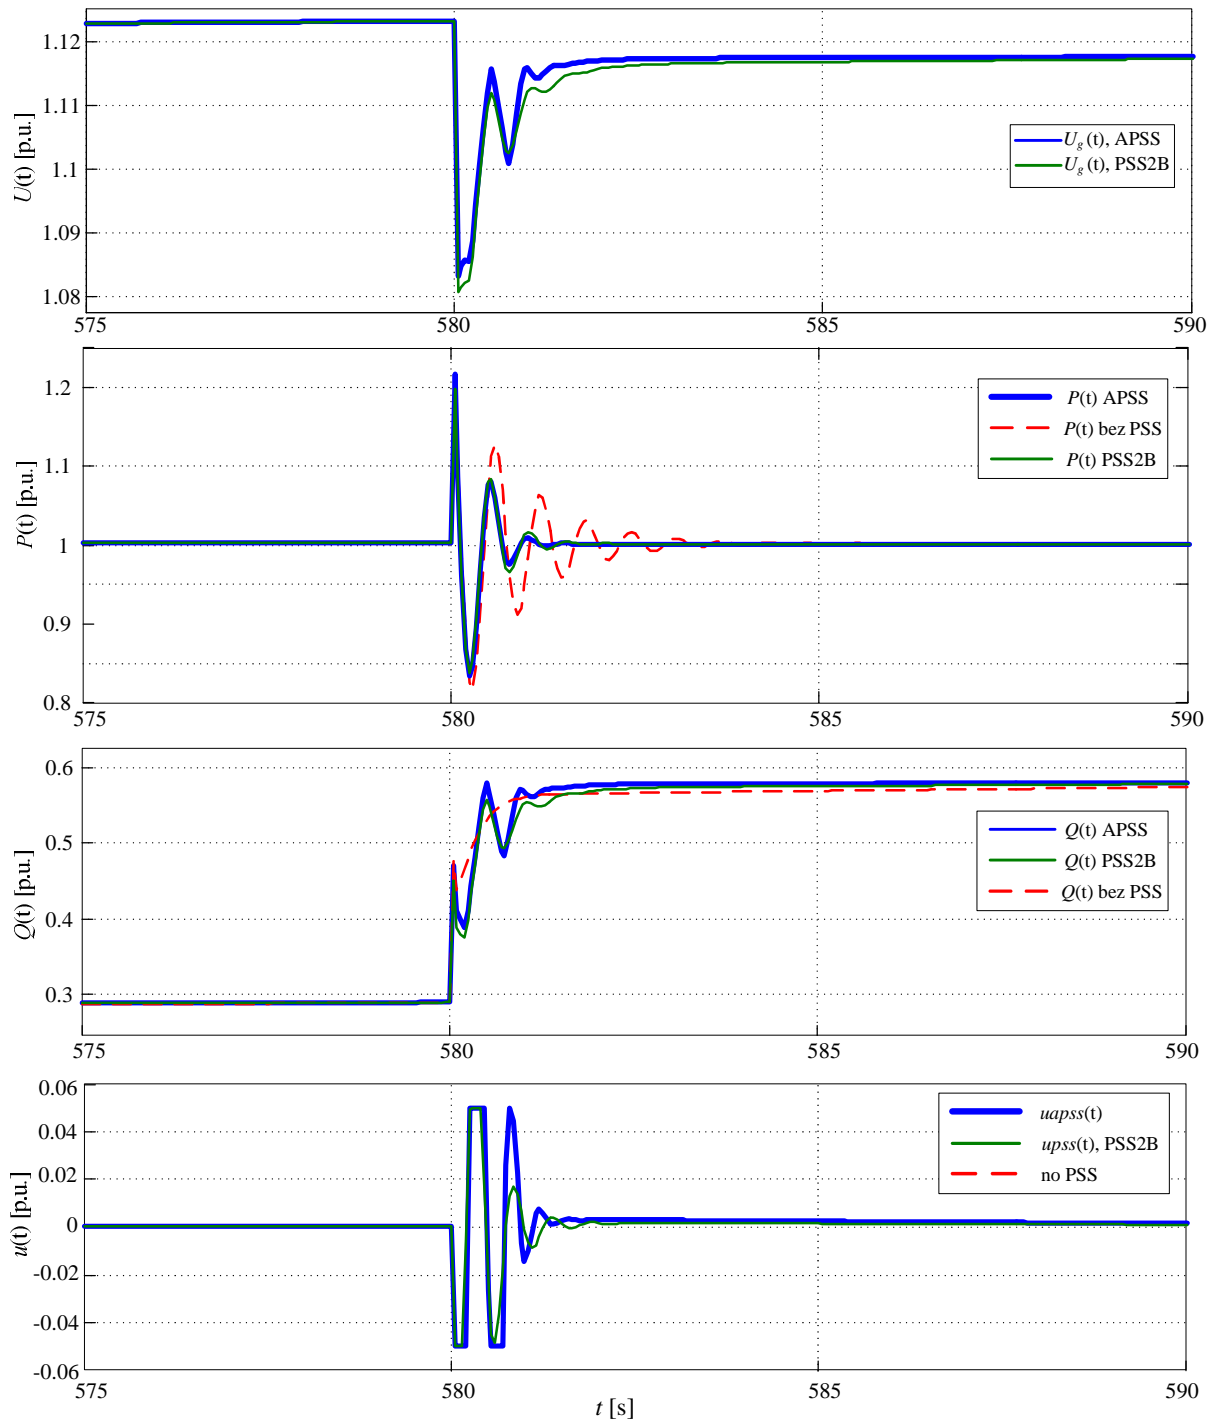 1.12
1.11
1.1
1.09
1.08
U(t) [p.u.]
U_g (t), APSS
U_g (t), PSS2B
575
580
585
590
1.2
1.1
1
0.9
0.8
P(t) [p.u.]
P(t) APSS
P(t) bez PSS
P(t) PSS2B
575
580
585
590
0.6
0.5
0.4
0.3
Q(t) [p.u.]
Q(t) APSS
Q(t) PSS2B
Q(t) bez PSS
575
580
585
590
0.06
0.04
0.02
0
-0.02
-0.04
-0.06
u(t) [p.u.]
uapss(t)
upss(t), PSS2B
no PSS
575
580
585
590
t [s]